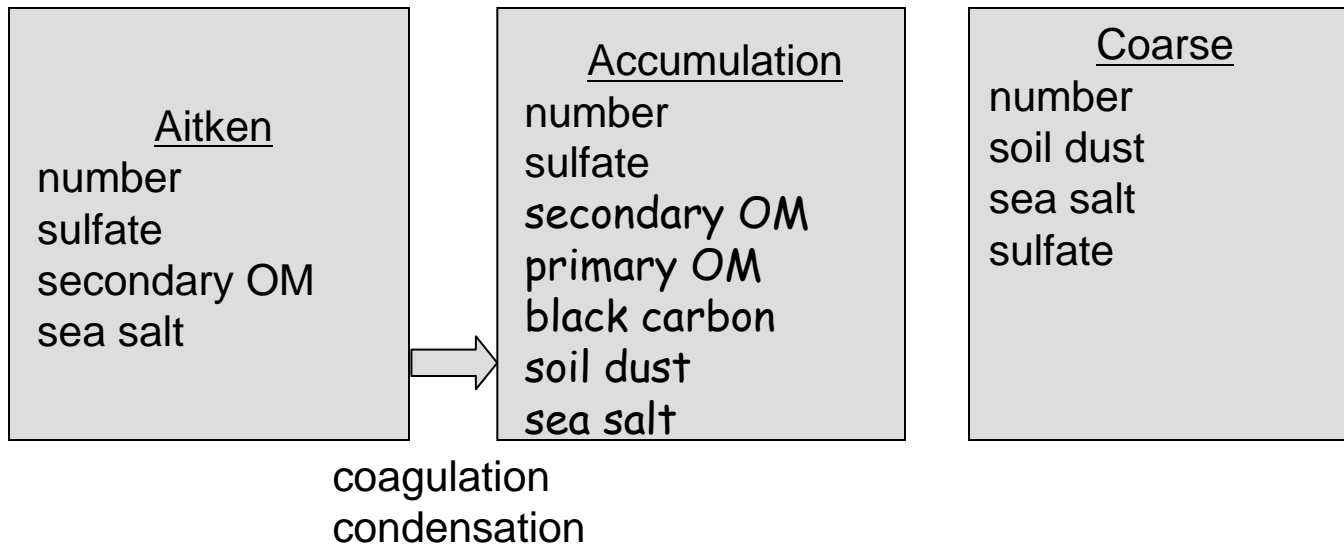 Aitken
number
sulfate
secondary OM
sea salt
Accumulation
number
sulfate
secondary OM
primary OM
black carbon
soil dust
sea salt
Coarse
number
soil dust
sea salt
sulfate
coagulation
condensation